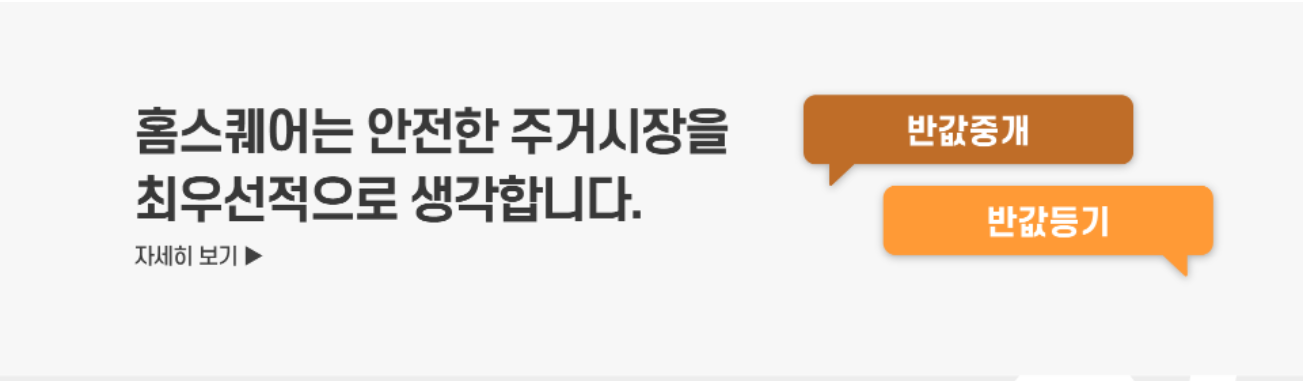 홈스퀘어는 안전한 주거시장을
최우선적으로 생각합니다.
자세히 보기 ▶
반값중개
반값등기